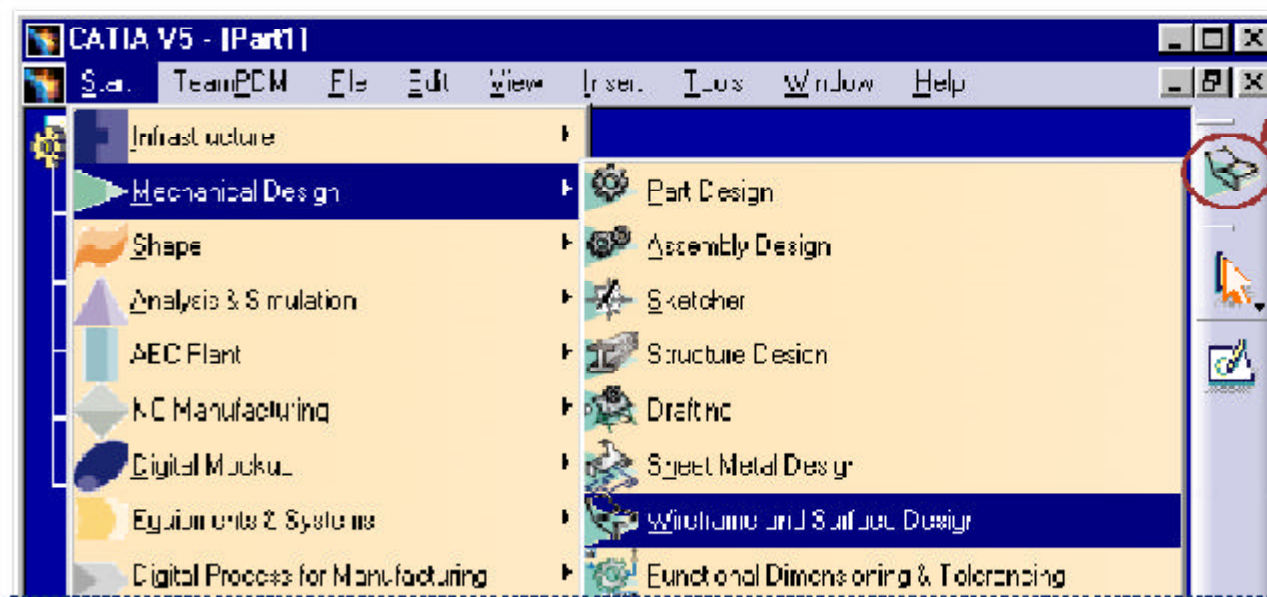 CATIA V5 - [Part1]
Start TeamPDM File Edit View Insert Tools Window Help
Infrastructure
Mechanical Design
Shape
Analysis & Simulation
AEC Plant
NC Manufacturing
Digital Mockup
Equipments & Systems
Digital Process for Manufacturing
Part Design
Assembly Design
Sketcher
Structure Design
Drafting
Sheet Metal Design
Wireframe and Surface Design
Functional Dimensioning & Tolerancing